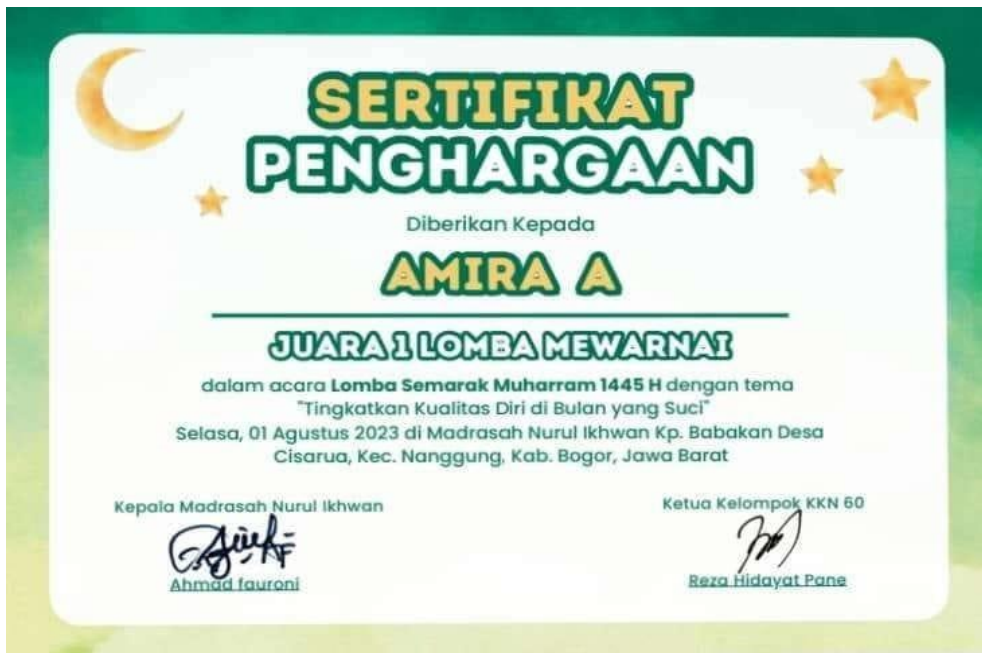 SERTIFIKAT
PENGHARGAAN
Diberikan Kepada
AMIRA A
JUARA 1 LOMBA MEWARNAI
dalam acara Lomba Semarak Muharram 1445 H dengan tema
"Tingkatkan Kualitas Diri di Bulan yang Suci"
Selasa, 01 Agustus 2023 di Madrasah Nurul Ikhwan Kp. Babakan Desa
Cisarua, Kec. Nanggung, Kab. Bogor, Jawa Barat
Kepala Madrasah Nurul Ikhwan
Ketua Kelompok KKN 60
Ahmad fauroni
Reza Hidayat Pane